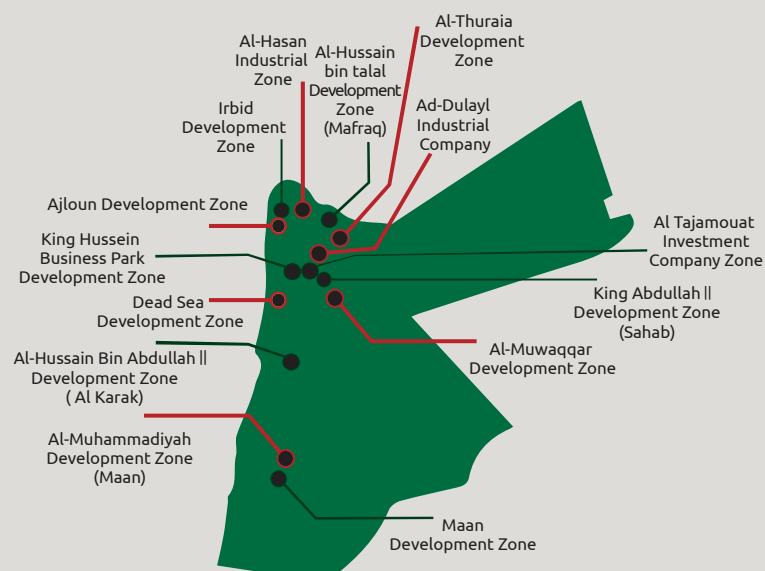 Al-Thuraia
Development
Zone
Al-Hasan
Industrial
Zone
Al-Hussain
bin talal
Development
Zone
(Mafraq)
Ad-Dulayl
Industrial
Company
Irbid
Development
Zone
Ajloun Development Zone
King Hussein
Business Park
Development Zone
Al Tajamouat
Investment
Company Zone
Dead Sea
Development Zone
King Abdullah ||
Development Zone
(Sahab)
Al-Hussain Bin Abdullah ||
Development Zone
( Al Karak)
Al-Muwaqqar
Development Zone
Al-Muhammadiyah
Development Zone
(Maan)
Maan
Development Zone